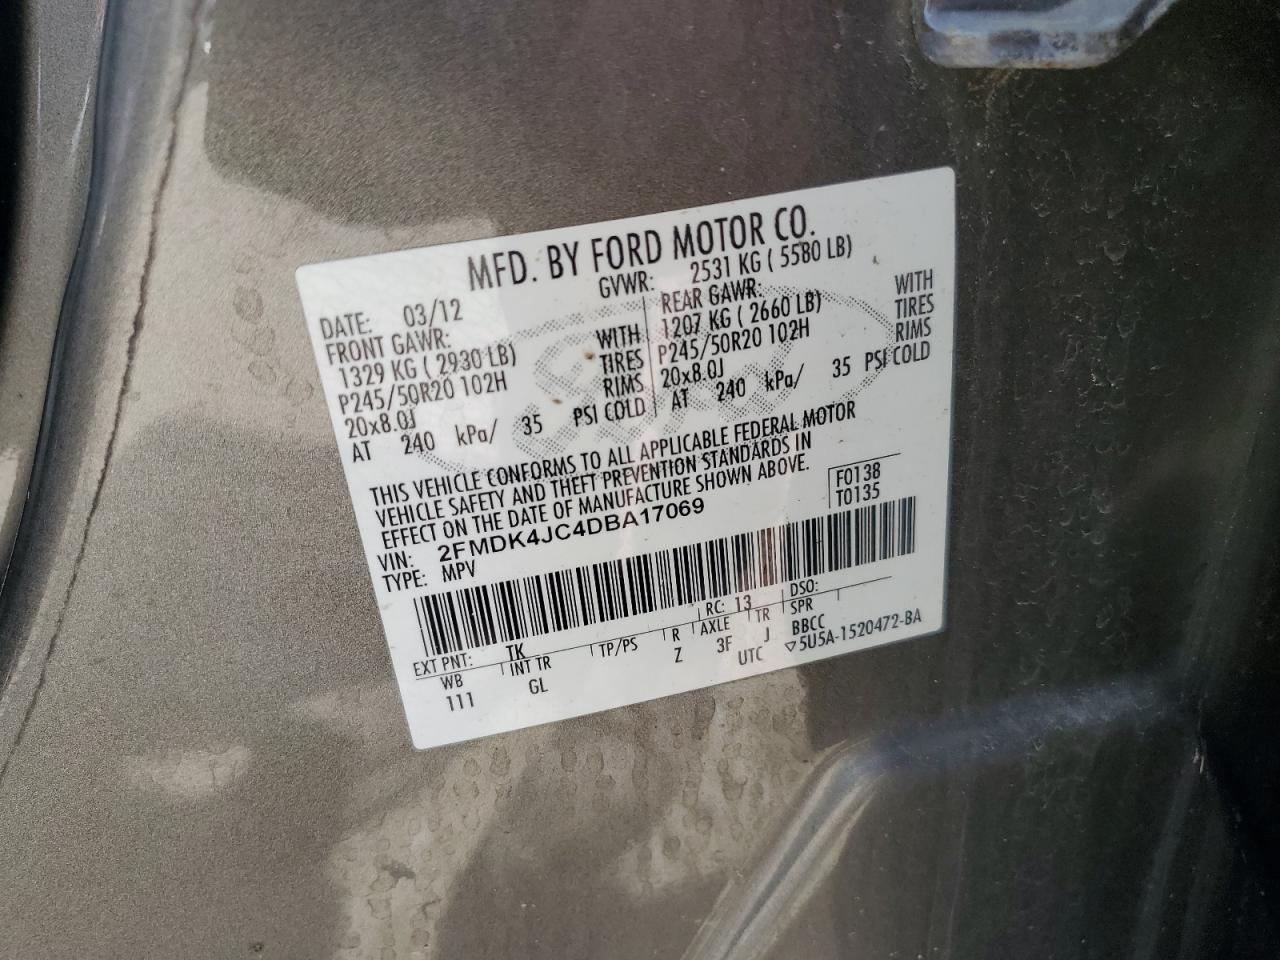 MFD. BY FORD MOTOR CO.
DATE: 03/12 GVWR: 2531 KG ( 5580 LB)
FRONT GAWR: REAR GAWR:
1329 KG ( 2930 LB) WITH 1207 KG ( 2660 LB) WITH
P245/50R20 102H TIRES P245/50R20 102H TIRES
20x8.0J RIMS 20x8.0J RIMS
AT 240 kPa/ 35 PSI COLD AT 240 kPa/ 35 PSI COLD
THIS VEHICLE CONFORMS TO ALL APPLICABLE FEDERAL MOTOR
VEHICLE SAFETY AND THEFT PREVENTION STANDARDS IN
EFFECT ON THE DATE OF MANUFACTURE SHOWN ABOVE.
F0138
VIN: 2FMDK4JC4DBA17069 T0135
TYPE: MPV
EXT PNT: TK RC: 13 DSO:
WB INT TR TP/PS R AXLE TR SPR
111 GL Z 3F J BBCC
UTC ▽5U5A-1520472-BA